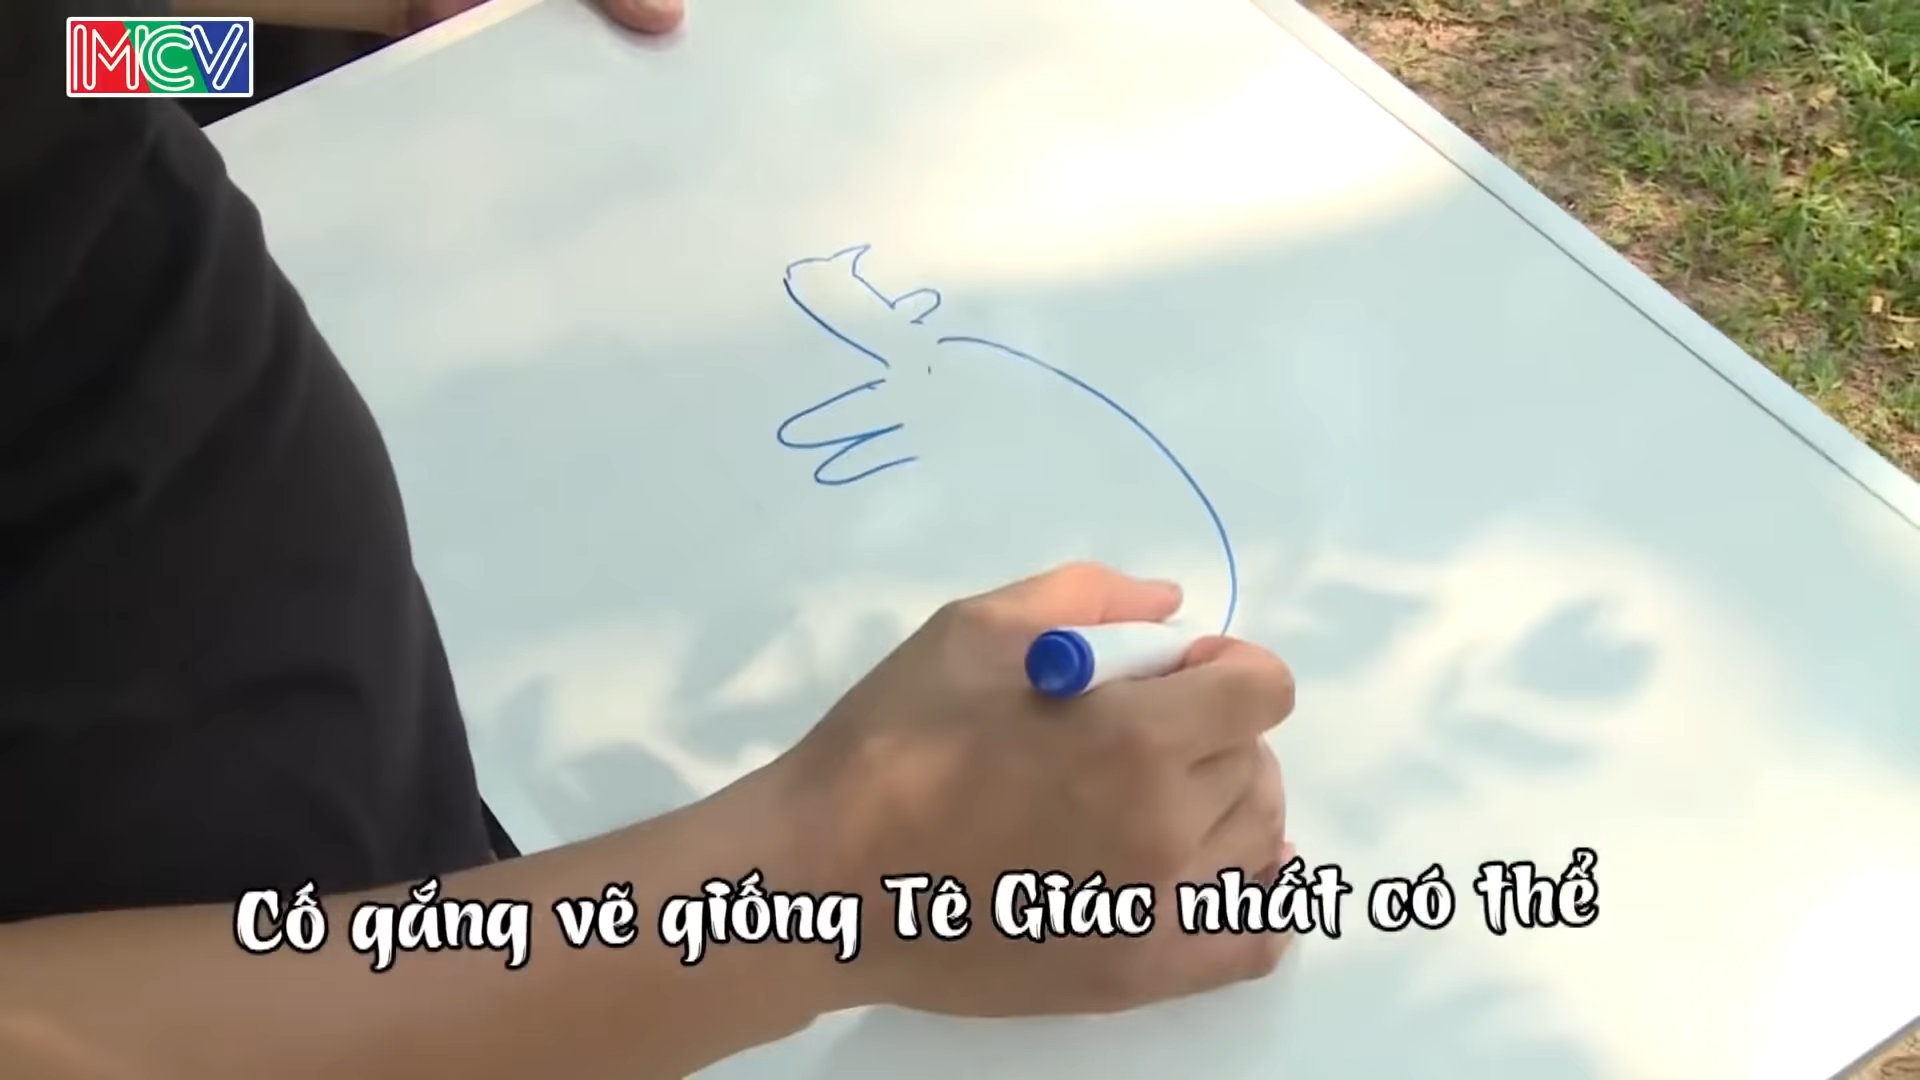 MCV
Cố gắng vẽ giống Tê Giác nhất có thể